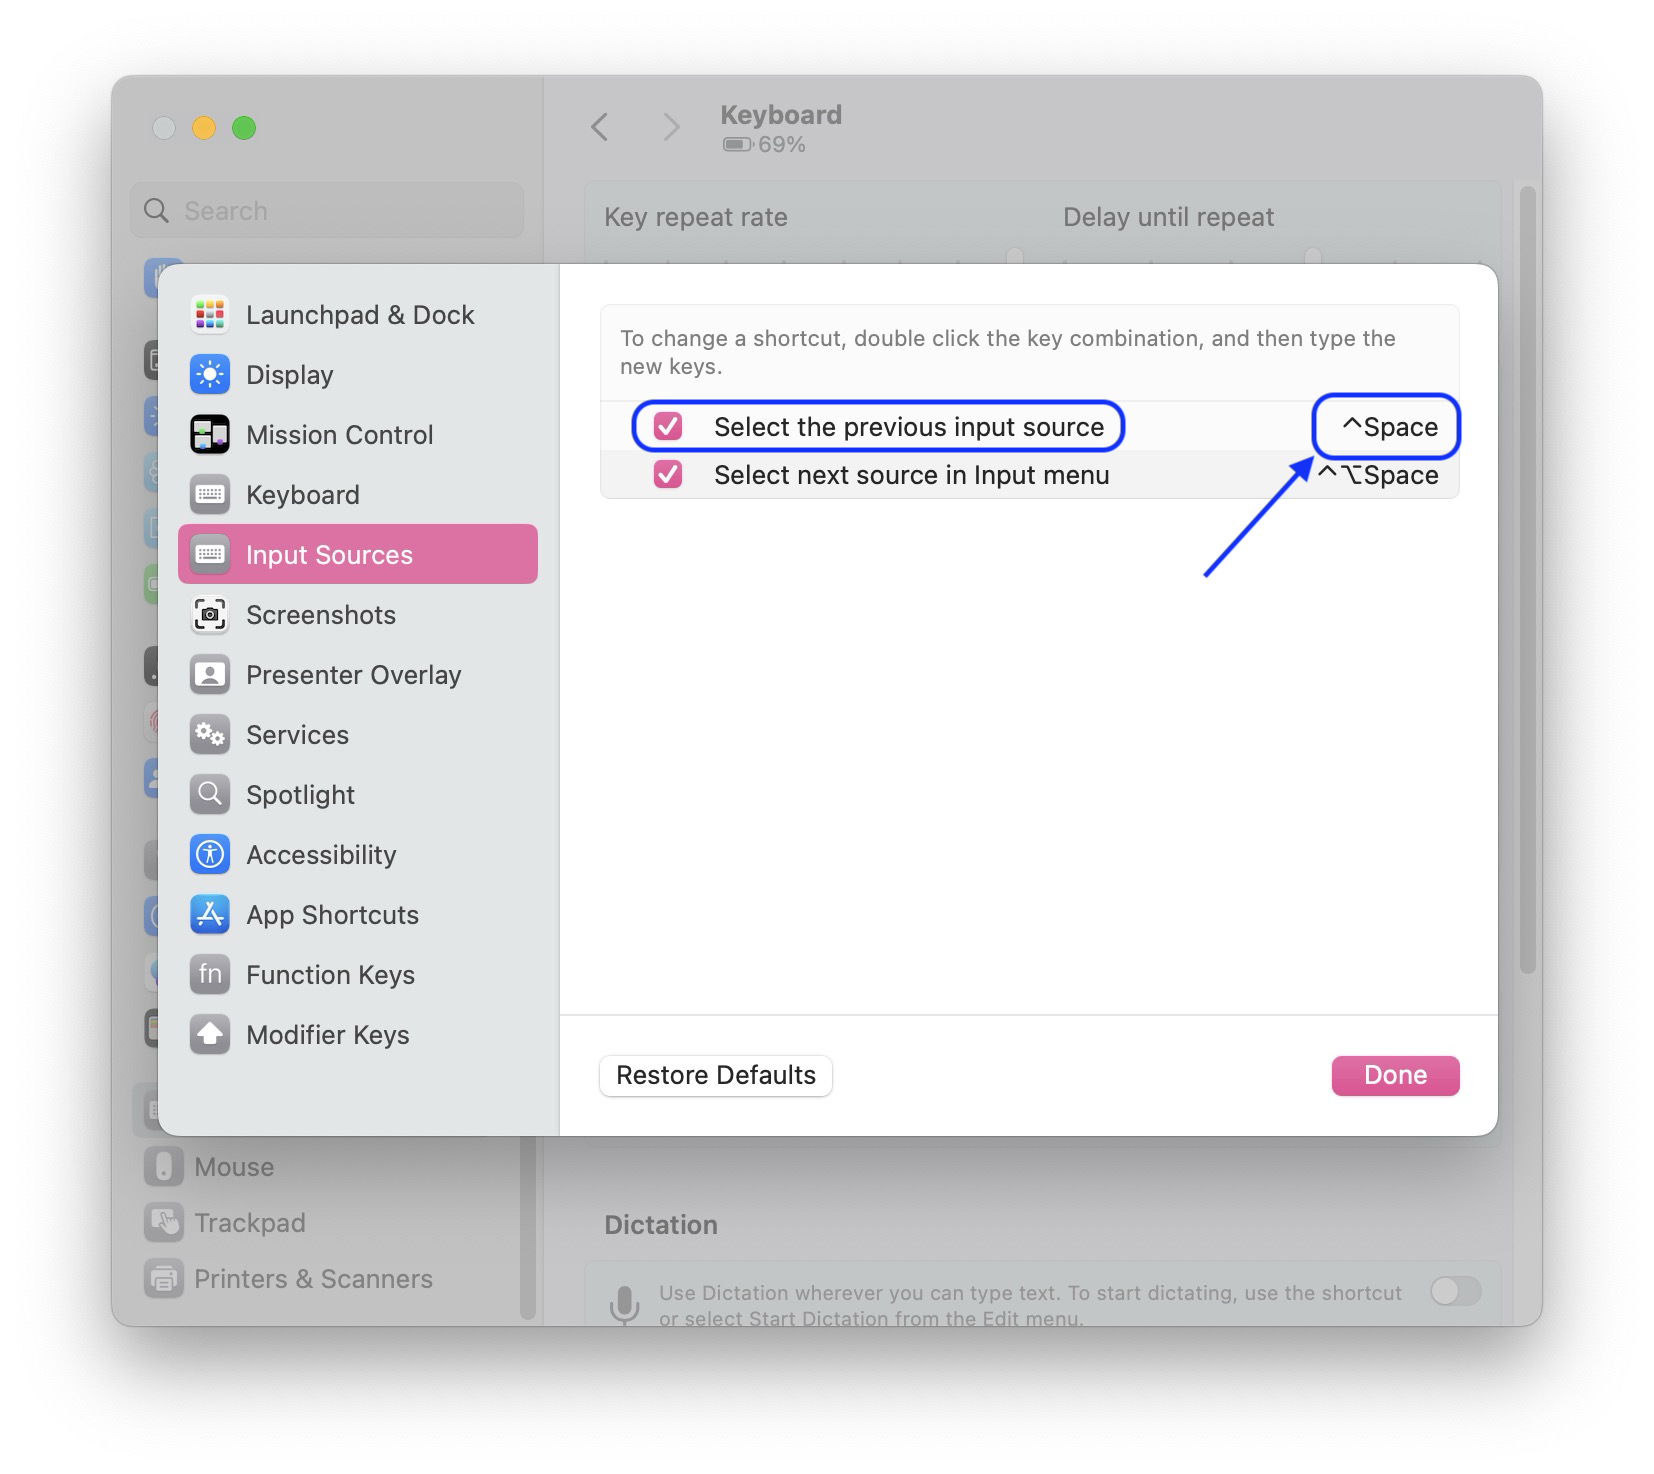 Keyboard
69%
Search
Key repeat rate
Delay until repeat
Launchpad & Dock
Display
Mission Control
Keyboard
Input Sources
Screenshots
Presenter Overlay
Services
Spotlight
Accessibility
App Shortcuts
fn Function Keys
Modifier Keys
To change a shortcut, double click the key combination, and then type the
new keys.
Select the previous input source ^Space
Select next source in Input menu ^⌥Space
Restore Defaults
Done
Mouse
Trackpad
Printers & Scanners
Dictation
Use Dictation wherever you can type text. To start dictating, use the shortcut
or select Start Dictation from the Edit menu.